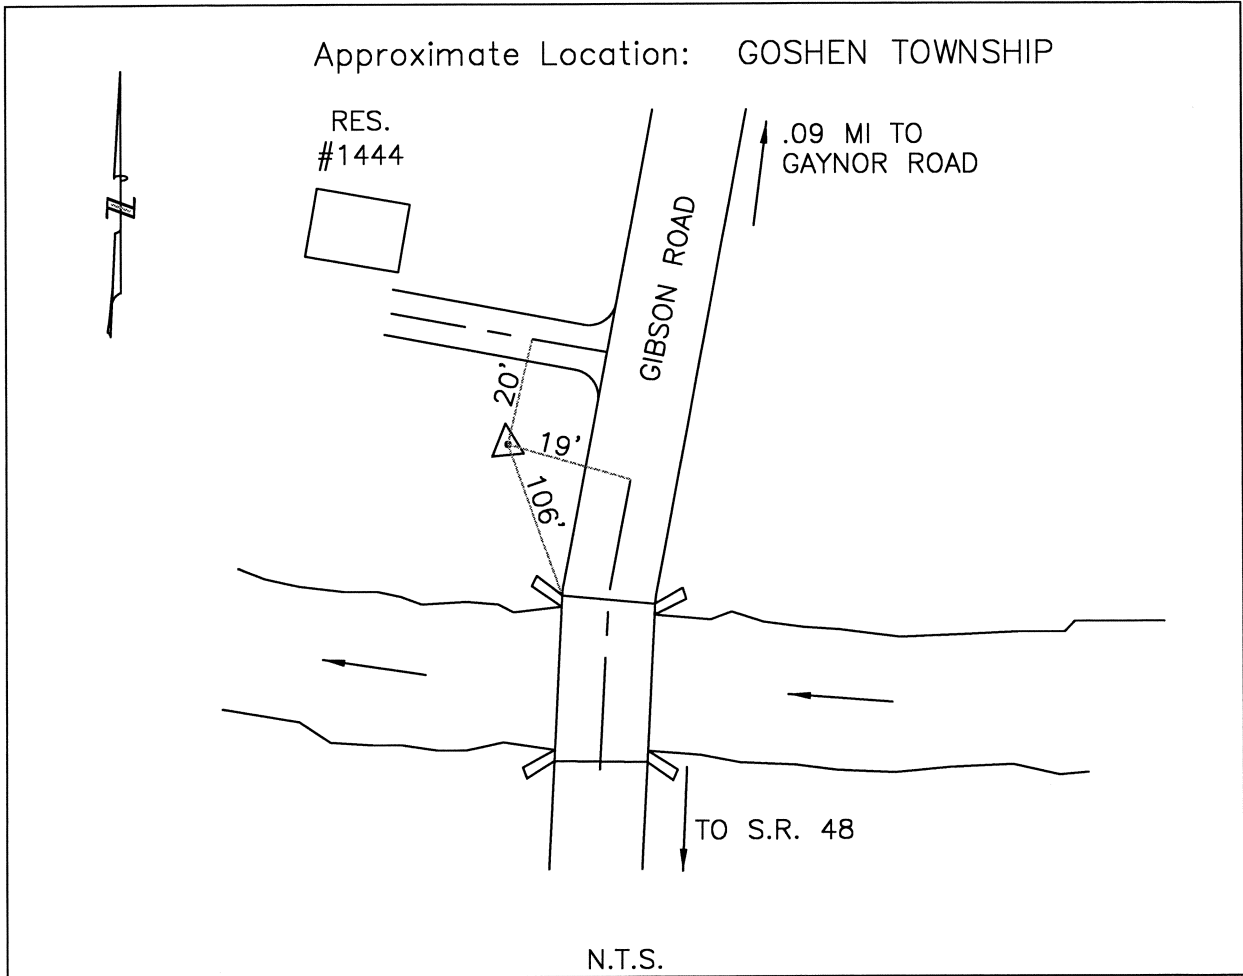 Approximate Location: GOSHEN TOWNSHIP
RES.
#1444
.09 MI TO
GAYNOR ROAD
N
GIBSON ROAD
20'
19'
106'
TO S.R. 48
N.T.S.